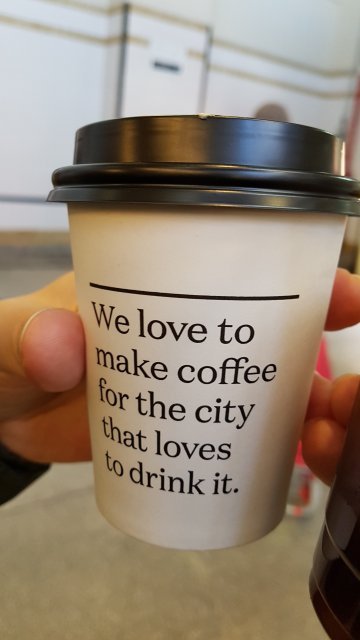 We love to
make coffee
for the city
that loves
to drink it.